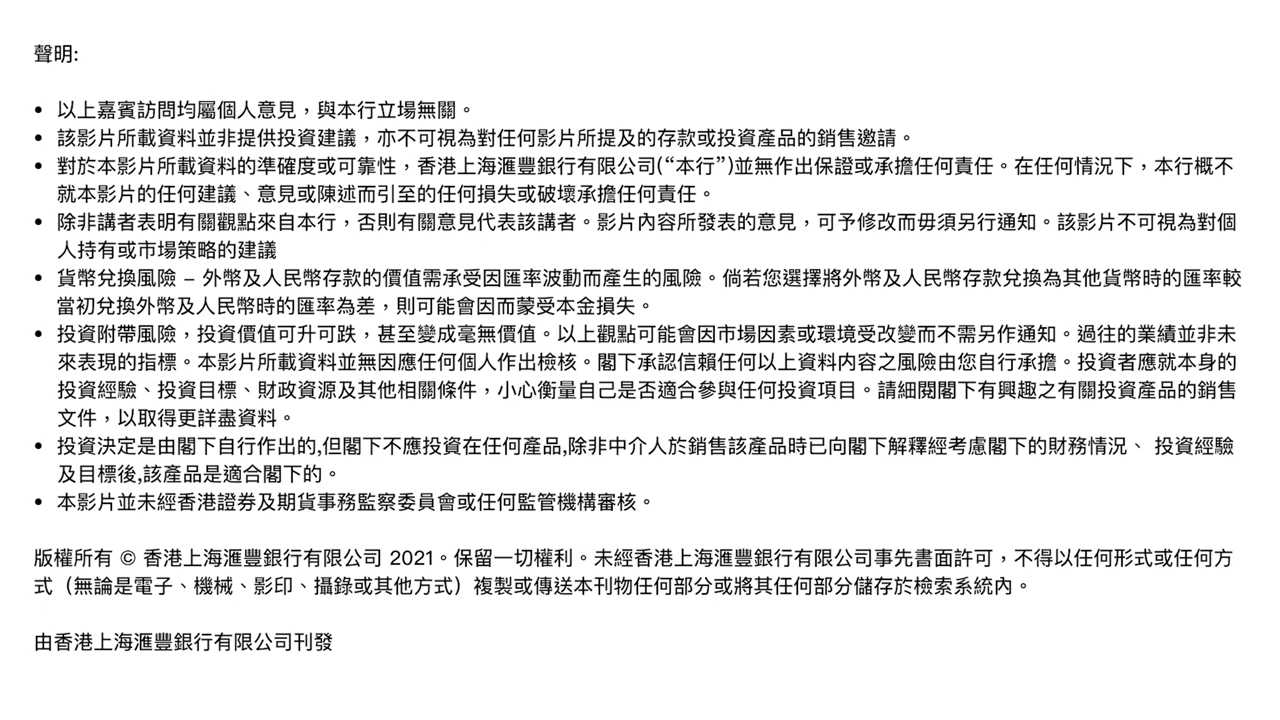 聲明:
• 以上嘉賓訪問均屬個人意見，與本行立場無關。
• 該影片所載資料並非提供投資建議，亦不可視為對任何影片所提及的存款或投資產品的銷售邀請。
• 對於本影片所載資料的準確度或可靠性，香港上海滙豐銀行有限公司(“本行”)並無作出保證或承擔任何責任。在任何情況下，本行概不
就本影片的任何建議、意見或陳述而引至的任何損失或破壞承擔任何責任。
• 除非講者表明有關觀點來自本行，否則有關意見代表該講者。影片內容所發表的意見，可予修改而毋須另行通知。該影片不可視為對個
人持有或市場策略的建議
• 貨幣兌換風險 – 外幣及人民幣存款的價值需承受因匯率波動而產生的風險。倘若您選擇將外幣及人民幣存款兌換為其他貨幣時的匯率較
當初兌換外幣及人民幣時的匯率為差，則可能會因而蒙受本金損失。
• 投資附帶風險，投資價值可升可跌，甚至變成毫無價值。以上觀點可能會因市場因素或環境受改變而不需另作通知。過往的業績並非未
來表現的指標。本影片所載資料並無因應任何個人作出檢核。閣下承認信賴任何以上資料内容之風險由您自行承擔。投資者應就本身的
投資經驗、投資目標、財政資源及其他相關條件，小心衡量自己是否適合參與任何投資項目。請細閱閣下有興趣之有關投資產品的銷售
文件，以取得更詳盡資料。
• 投資決定是由閣下自行作出的,但閣下不應投資在任何產品,除非中介人於銷售該產品時已向閣下解釋經考慮閣下的財務情況、 投資經驗
及目標後,該產品是適合閣下的。
• 本影片並未經香港證券及期貨事務監察委員會或任何監管機構審核。
版權所有 © 香港上海滙豐銀行有限公司 2021。保留一切權利。未經香港上海滙豐銀行有限公司事先書面許可，不得以任何形式或任何方
式（無論是電子、機械、影印、攝錄或其他方式）複製或傳送本刊物任何部分或將其任何部分儲存於檢索系統內。
由香港上海滙豐銀行有限公司刊發